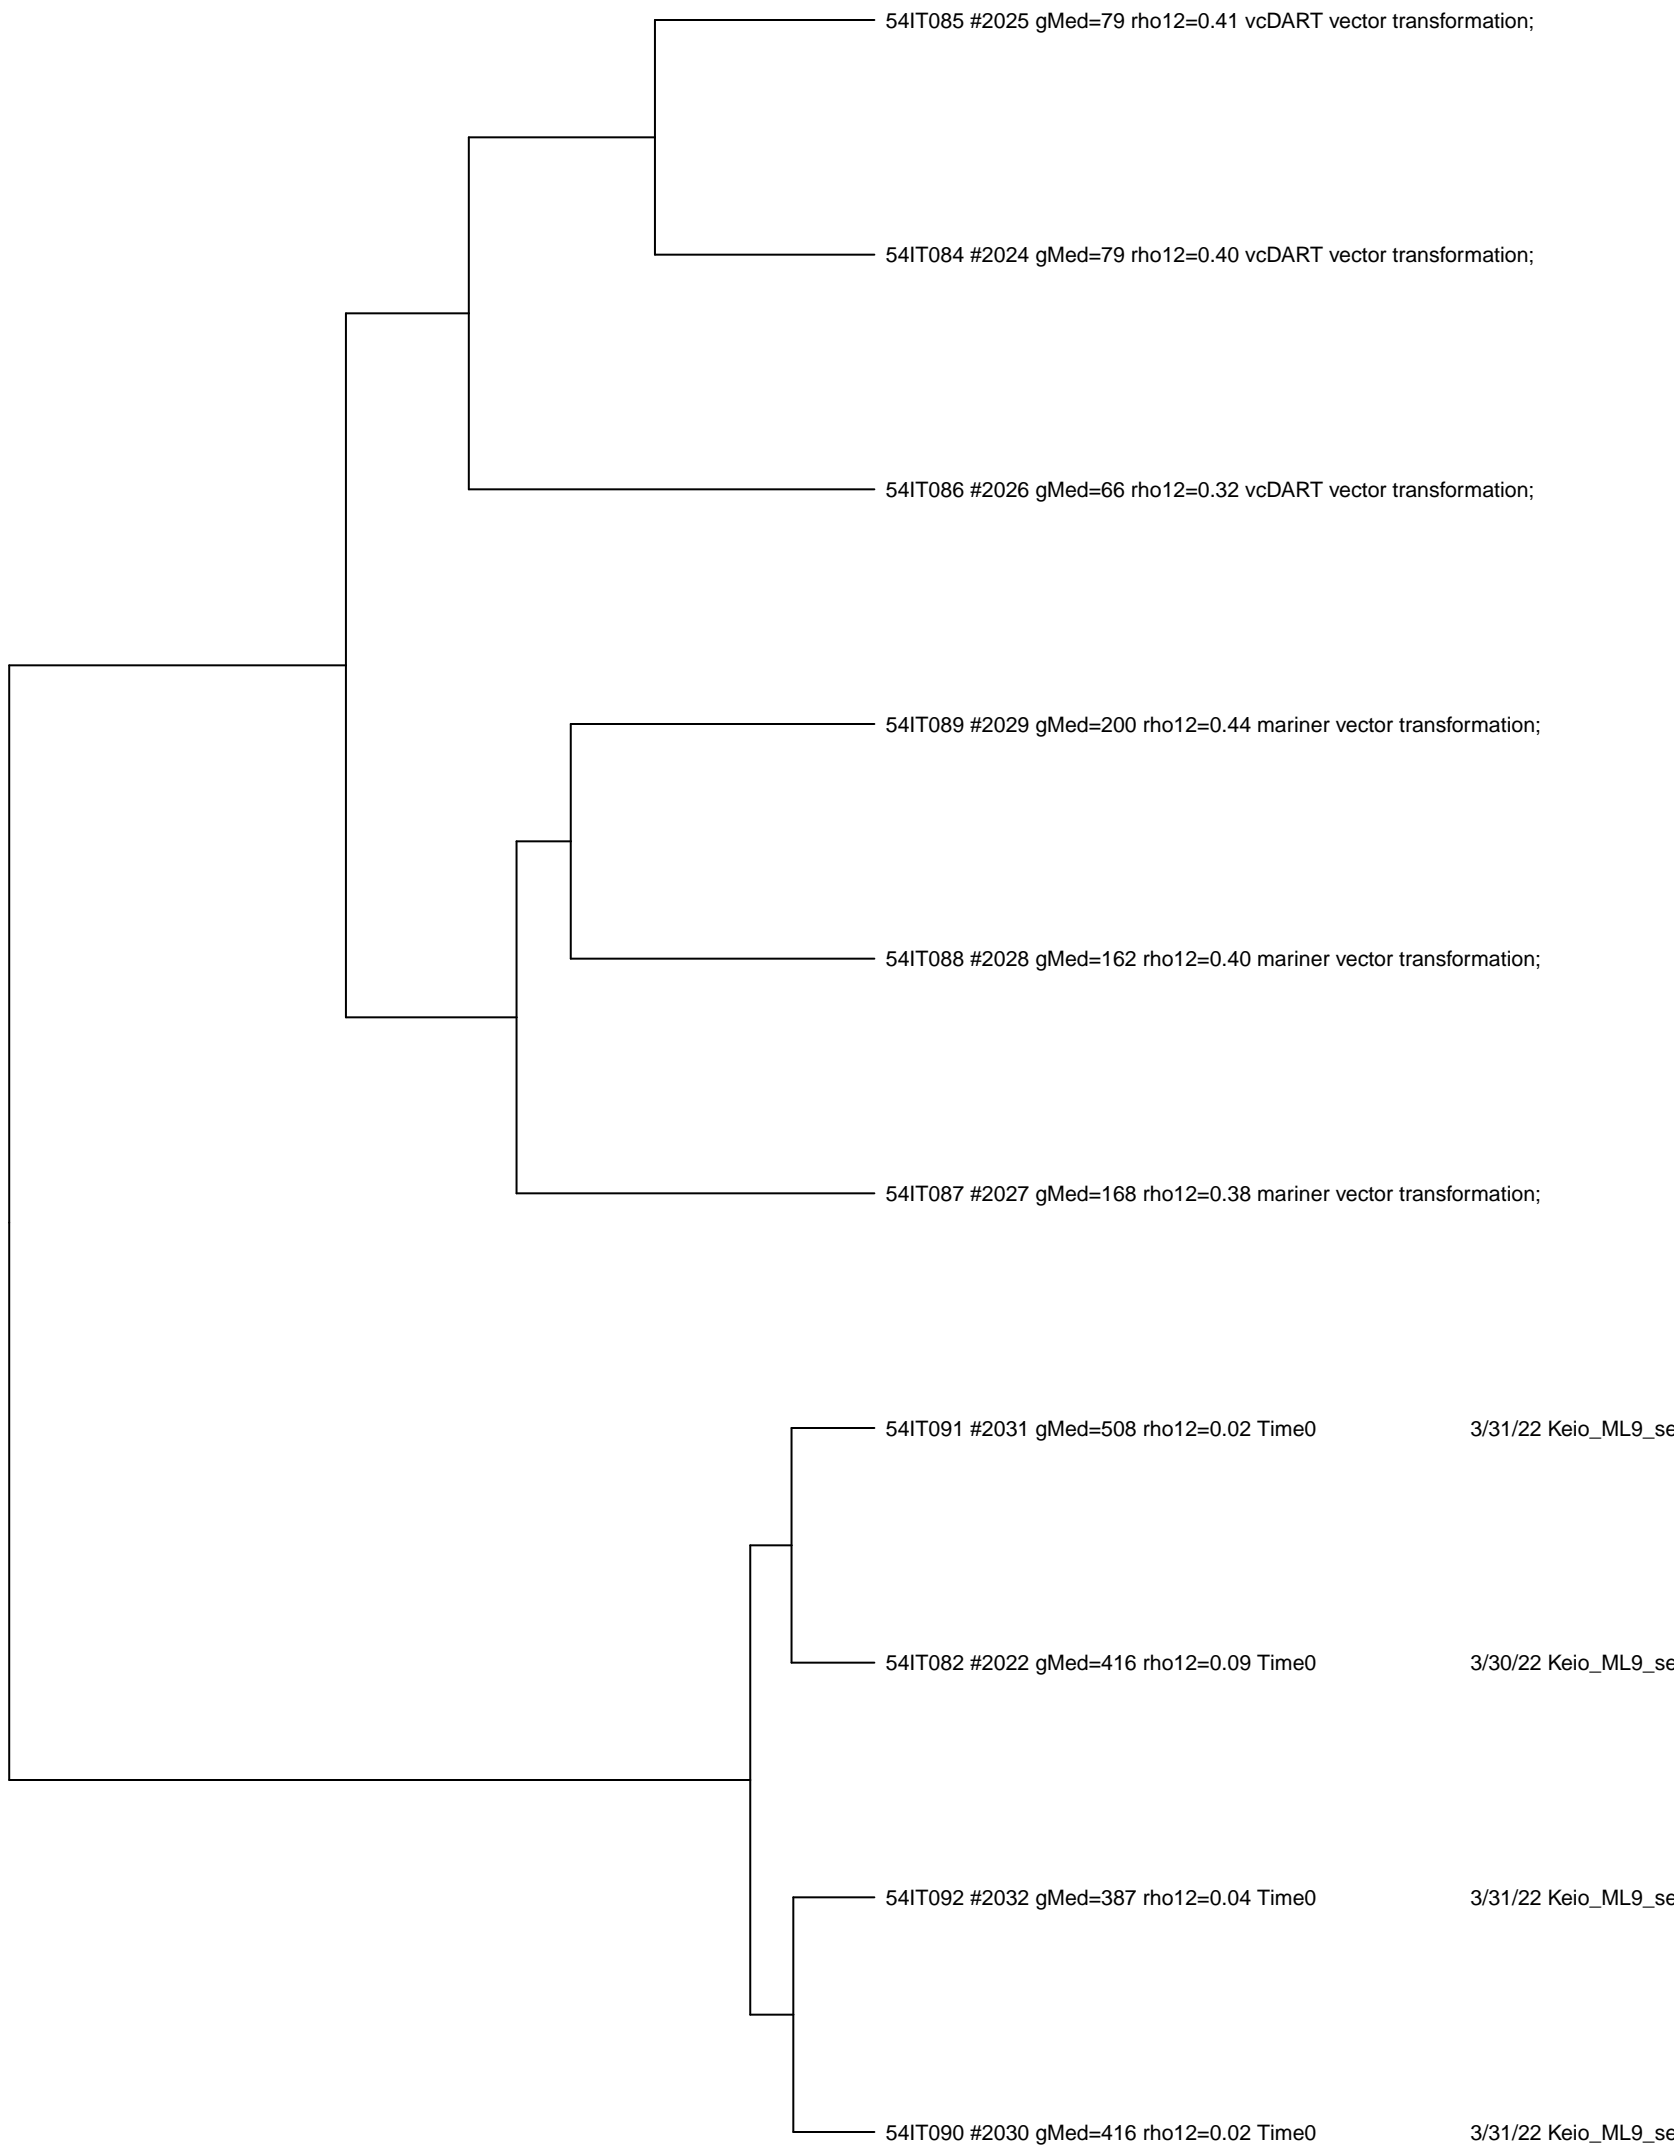 54IT085 #2025 gMed=79 rho12=0.41 vcDART vector transformation;
54IT084 #2024 gMed=79 rho12=0.40 vcDART vector transformation;
54IT086 #2026 gMed=66 rho12=0.32 vcDART vector transformation;
54IT089 #2029 gMed=200 rho12=0.44 mariner vector transformation;
54IT088 #2028 gMed=162 rho12=0.40 mariner vector transformation;
54IT087 #2027 gMed=168 rho12=0.38 mariner vector transformation;
54IT091 #2031 gMed=508 rho12=0.02 Time0 3/31/22 Keio_ML9_se
54IT082 #2022 gMed=416 rho12=0.09 Time0 3/30/22 Keio_ML9_se
54IT092 #2032 gMed=387 rho12=0.04 Time0 3/31/22 Keio_ML9_se
54IT090 #2030 gMed=416 rho12=0.02 Time0 3/31/22 Keio_ML9_se